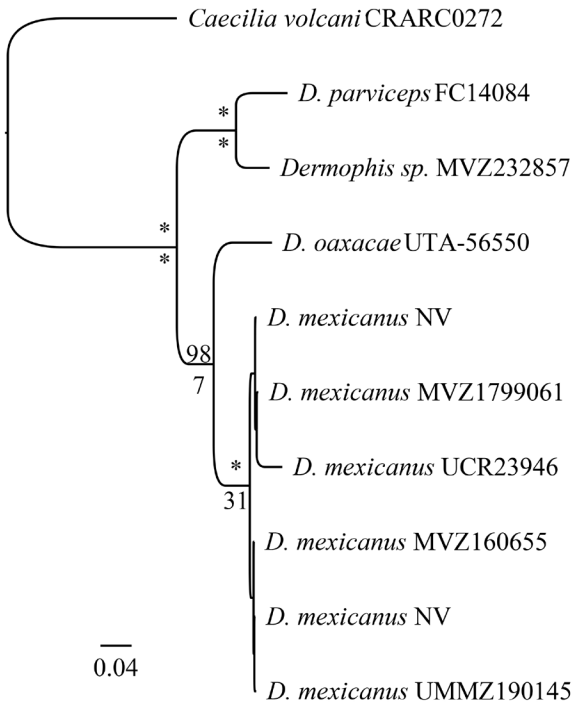 Caecilia volcani CRARC0272
D. parviceps FC14084
*
*
Dermophis sp. MVZ232857
*
*
D. oaxacae UTA-56550
D. mexicanus NV
98
7
D. mexicanus MVZ1799061
*
D. mexicanus UCR23946
31
D. mexicanus MVZ160655
D. mexicanus NV
0.04
D. mexicanus UMMZ190145